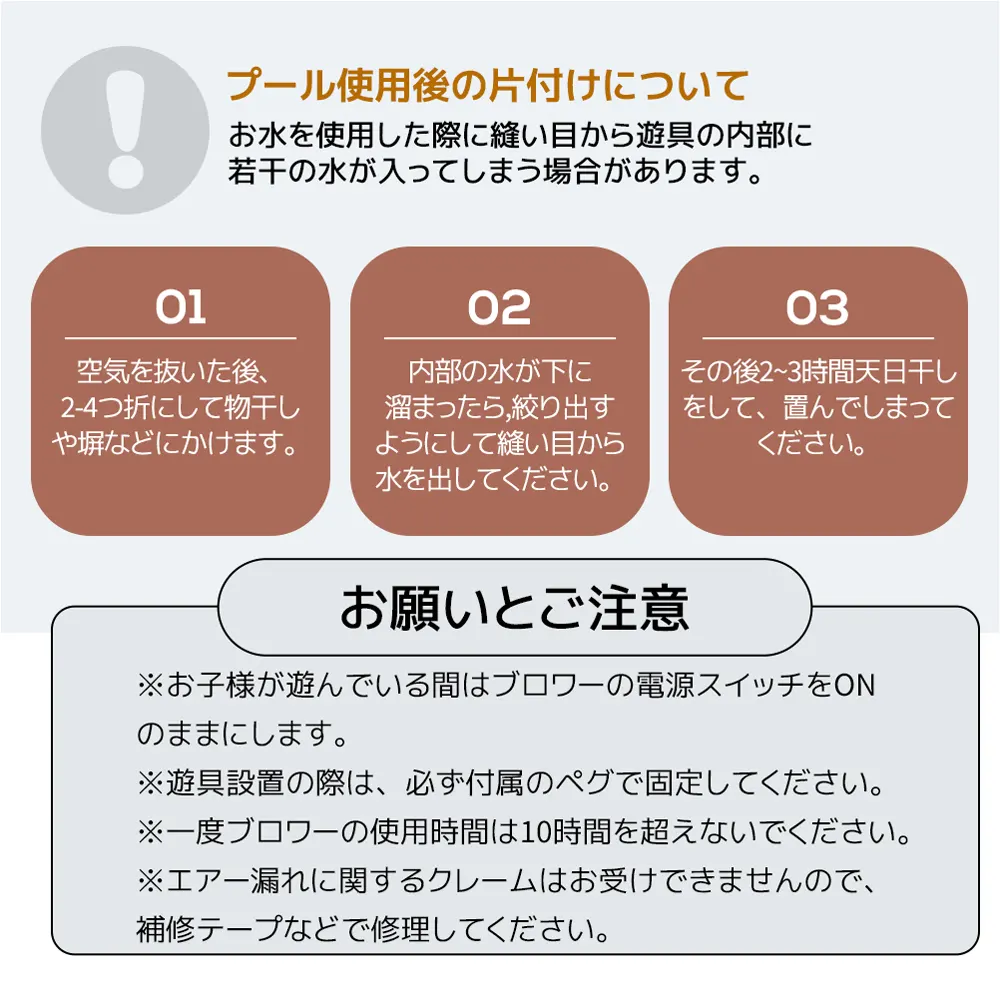 プール使用後の片付けについて
お水を使用した際に縫い目から遊具の内部に
若干の水が入ってしまう場合があります。
01
空気を抜いた後、
2-4つ折にして物干し
や塀などにかけます。
02
内部の水が下に
溜まったら,絞り出す
ようにして縫い目から
水を出してください。
03
その後2~3時間天日干し
をして、置んでしまって
ください。
お願いとご注意
※お子様が遊んでいる間はブロワーの電源スイッチをON
のままにします。
※遊具設置の際は、必ず付属のペグで固定してください。
※一度ブロワーの使用時間は10時間を超えないでください。
※エアー漏れに関するクレームはお受けできませんので、
補修テープなどで修理してください。